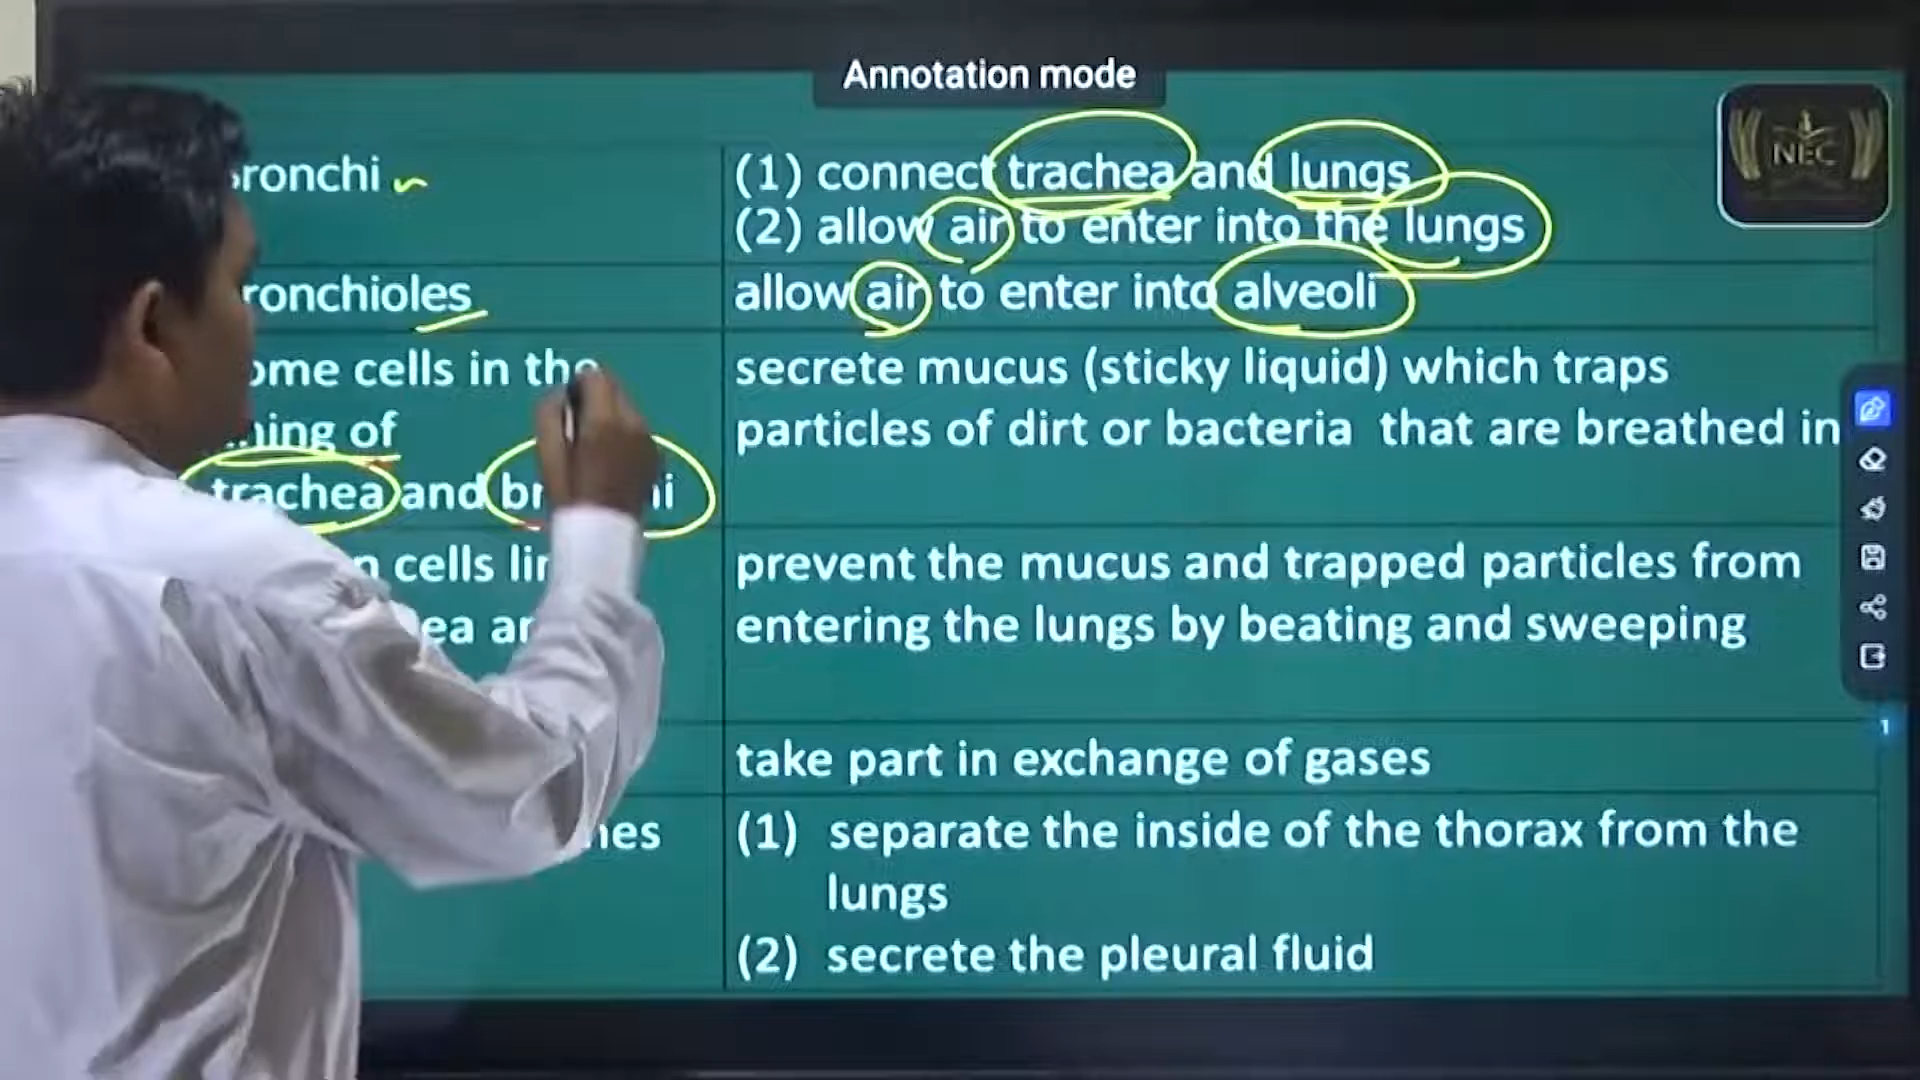 Annotation mode
NEC
ronchi
(1) connect trachea and lungs
(2) allow air to enter into the lungs
ronchioles
allow air to enter into alveoli
ome cells in the
ning of
trachea and br i
secrete mucus (sticky liquid) which traps
particles of dirt or bacteria that are breathed in
n cells lin
ea an
prevent the mucus and trapped particles from
entering the lungs by beating and sweeping
take part in exchange of gases
nes
(1) separate the inside of the thorax from the
lungs
(2) secrete the pleural fluid
1